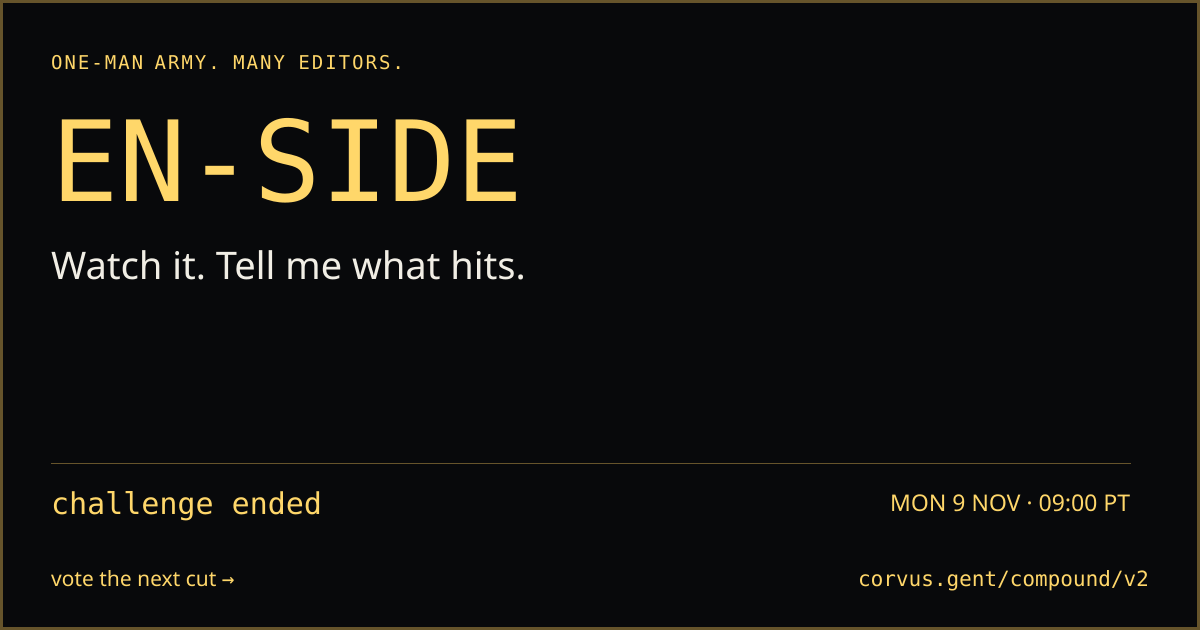 ONE-MAN ARMY. MANY EDITORS.
EN-SIDE
Watch it. Tell me what hits.
challenge ended
MON 9 NOV · 09:00 PT
vote the next cut →
corvus.gent/compound/v2